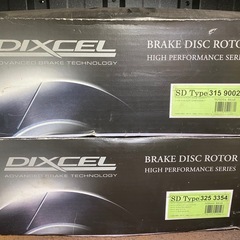 DIXCEL
ADVANCED BRAKE TECHNOLOGY
BRAKE DISC ROTOR
HIGH PERFORMANCE SERIES
SD Type 315 9002
DIXCEL
ADVANCED BRAKE TECHNOLOGY
BRAKE DISC ROTOR
HIGH PERFORMANCE SERIES
SD Type 325 3354